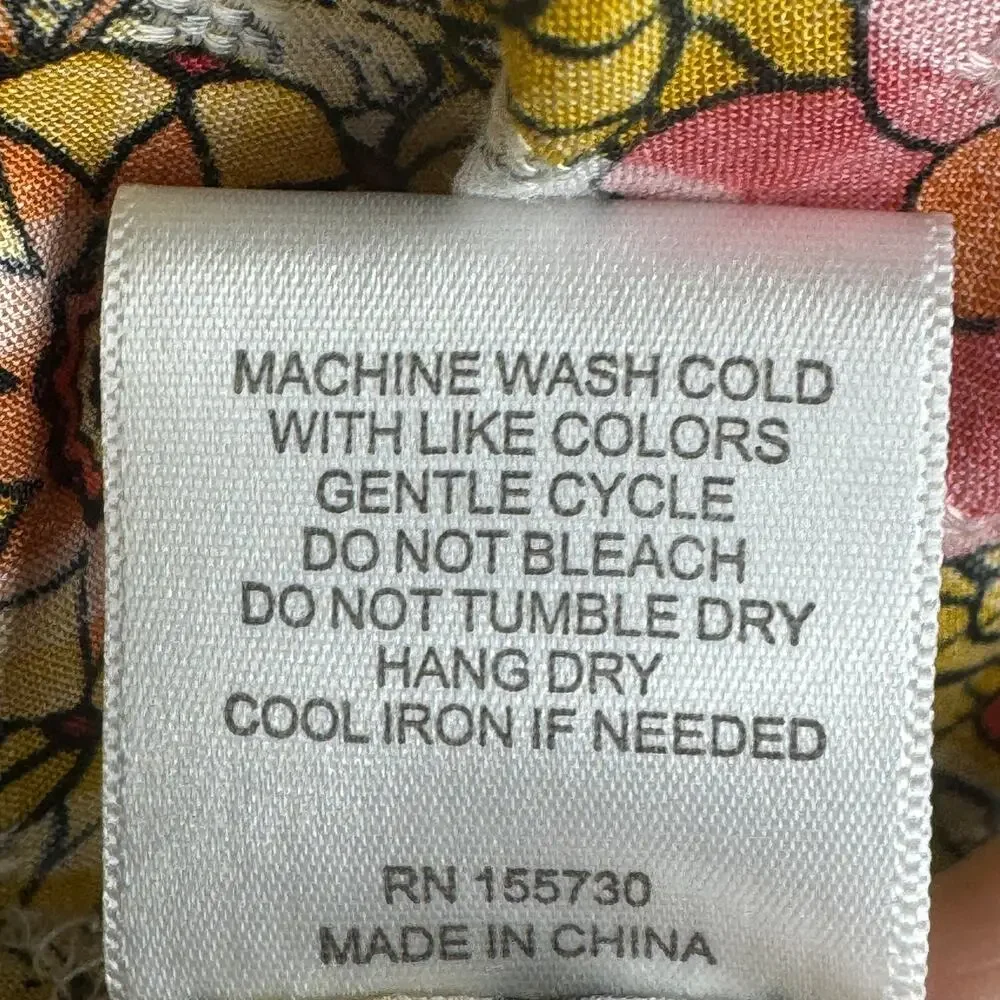 MACHINE WASH COLD
WITH LIKE COLORS
GENTLE CYCLE
DO NOT BLEACH
DO NOT TUMBLE DRY
HANG DRY
COOL IRON IF NEEDED
RN 155730
MADE IN CHINA